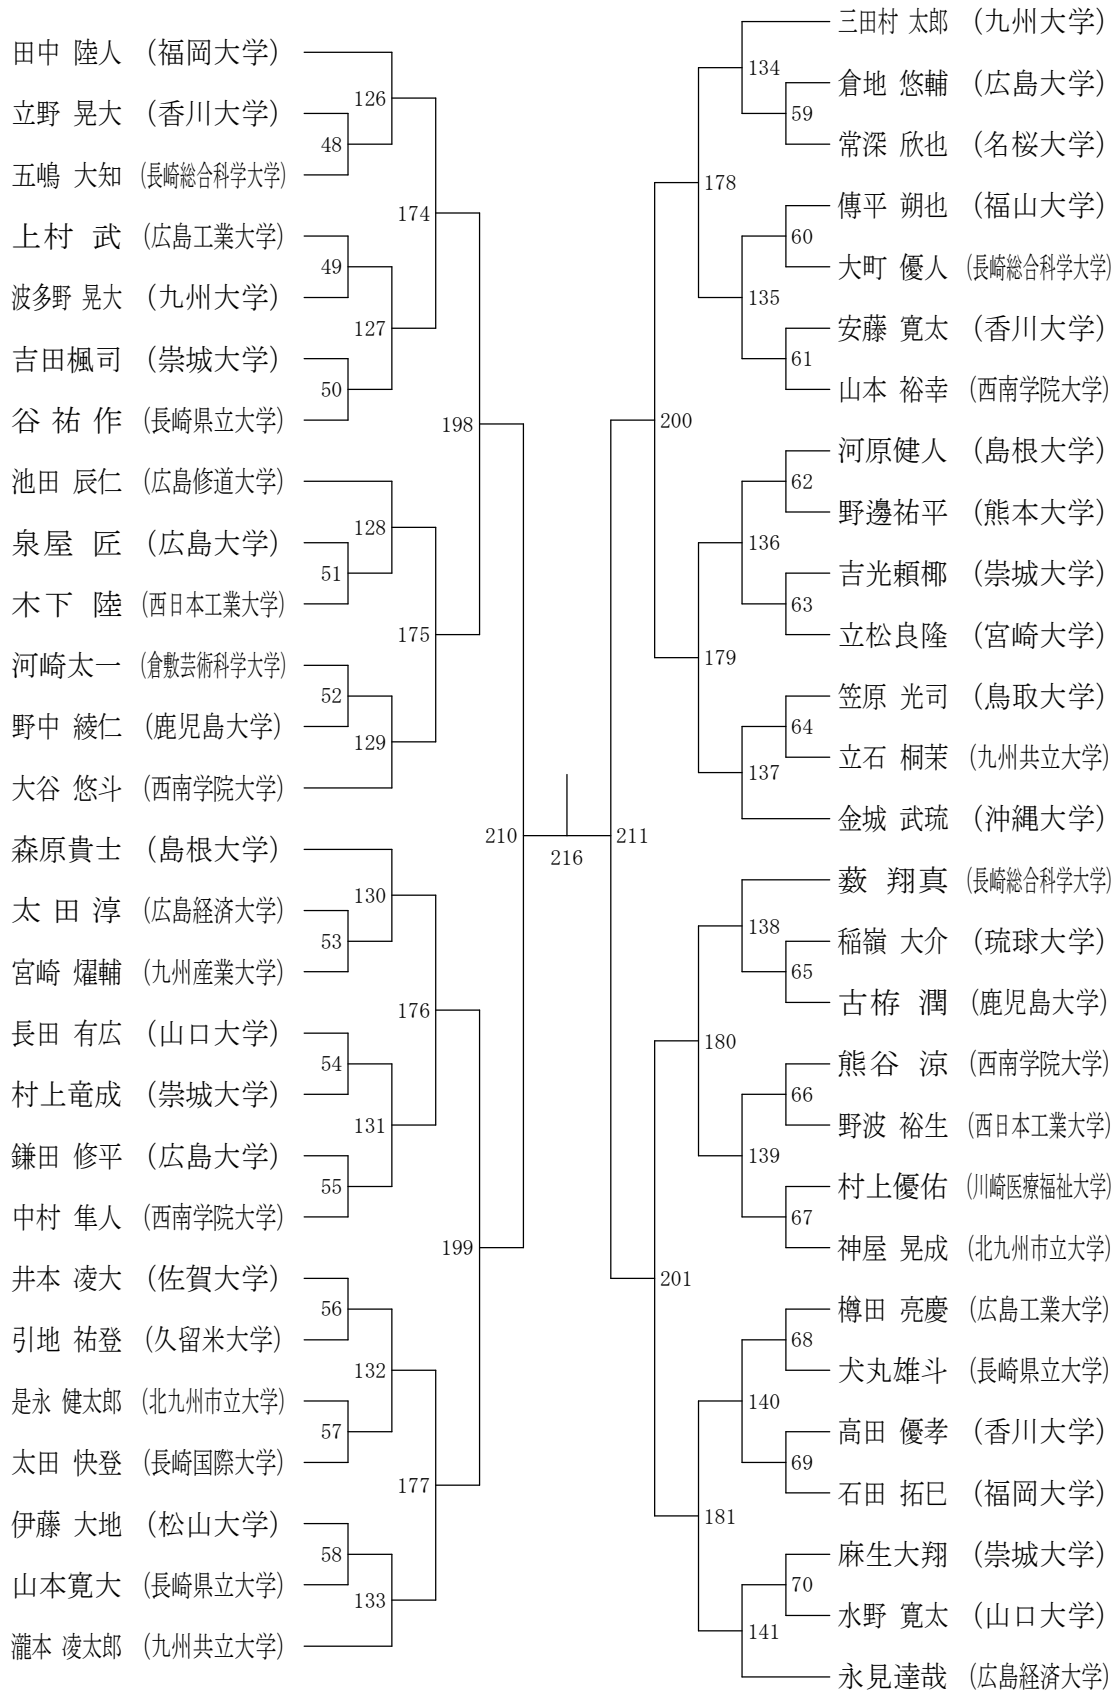 田中 陸人 (福岡大学)
立野 晃大 (香川大学)
五嶋 大知 (長崎総合科学大学)
上村 武 (広島工業大学)
波多野 晃大 (九州大学)
吉田楓司 (崇城大学)
谷 祐 作 (長崎県立大学)
池田 辰仁 (広島修道大学)
泉屋 匠 (広島大学)
木下 陸 (西日本工業大学)
河崎太一 (倉敷芸術科学大学)
野中 綾仁 (鹿児島大学)
大谷 悠斗 (西南学院大学)
森原貴士 (島根大学)
太 田 淳 (広島経済大学)
宮崎 燿輔 (九州産業大学)
長田 有広 (山口大学)
村上竜成 (崇城大学)
鎌田 修平 (広島大学)
中村 隼人 (西南学院大学)
井本 凌大 (佐賀大学)
引地 祐登 (久留米大学)
是永 健太郎 (北九州市立大学)
太田 快登 (長崎国際大学)
伊藤 大地 (松山大学)
山本寛大 (長崎県立大学)
瀧本 凌太郎 (九州共立大学)
48
49
50
51
52
53
54
55
56
57
58
126
127
128
129
130
131
132
133
174
175
176
177
198
199
210
216
211
200
201
178
179
180
181
134
135
136
137
138
139
140
141
59
60
61
62
63
64
65
66
67
68
69
70
三田村 太郎 (九州大学)
倉地 悠輔 (広島大学)
常深 欣也 (名桜大学)
傳平 朔也 (福山大学)
大町 優人 (長崎総合科学大学)
安藤 寛太 (香川大学)
山本 裕幸 (西南学院大学)
河原健人 (島根大学)
野邊祐平 (熊本大学)
吉光頼椰 (崇城大学)
立松良隆 (宮崎大学)
笠原 光司 (鳥取大学)
立石 桐茉 (九州共立大学)
金城 武琉 (沖縄大学)
薮 翔真 (長崎総合科学大学)
稲嶺 大介 (琉球大学)
古栫 潤 (鹿児島大学)
熊谷 涼 (西南学院大学)
野波 裕生 (西日本工業大学)
村上優佑 (川崎医療福祉大学)
神屋 晃成 (北九州市立大学)
樽田 亮慶 (広島工業大学)
犬丸雄斗 (長崎県立大学)
高田 優孝 (香川大学)
石田 拓巳 (福岡大学)
麻生大翔 (崇城大学)
水野 寛太 (山口大学)
永見達哉 (広島経済大学)